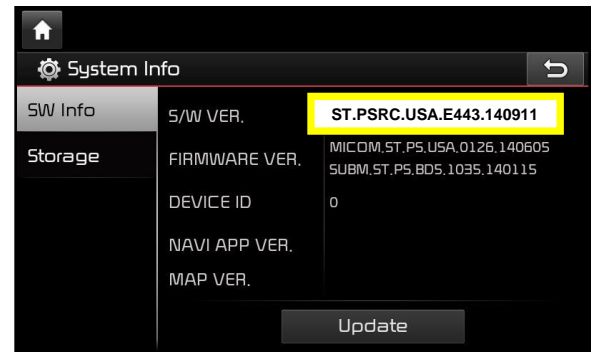 System Info
SW Info
Storage
S/W VER. ST.PSRC.USA.E443.140911
FIRMWARE VER. MICOM.ST.PS.USA.0126.140605
SUBM.ST.PS.BD5.1035.140115
DEVICE ID 0
NAVI APP VER.
MAP VER.
Update